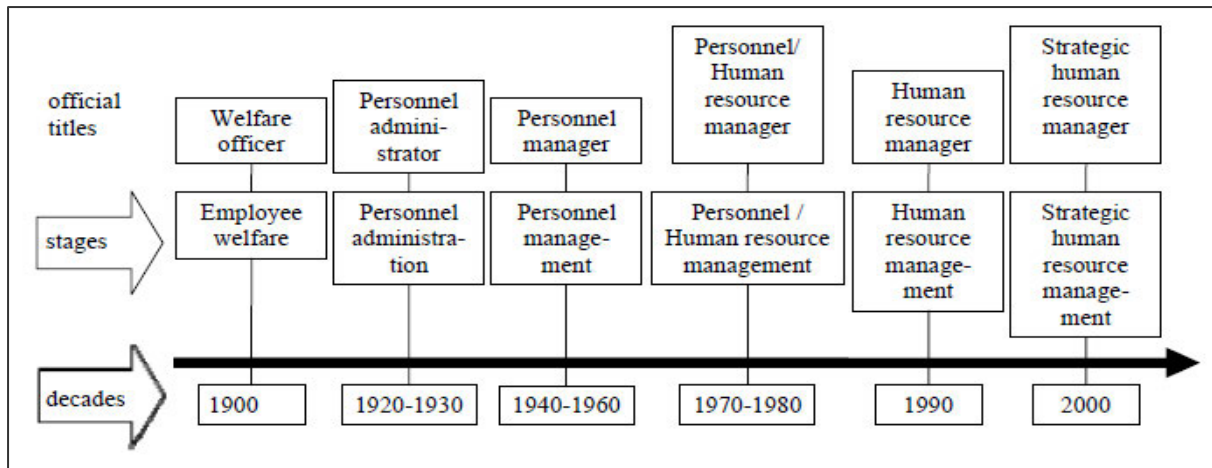 official
titles
Welfare
officer
Personnel
admini-
strator
Personnel
manager
Personnel/
Human
resource
manager
Human
resource
manager
Strategic
human
resource
manager
stages
Employee
welfare
Personnel
administra-
tion
Personnel
manage-
ment
Personnel /
Human resource
management
Human
resource
manage-
ment
Strategic
human
resource
manage-
ment
decades
1900
1920-1930
1940-1960
1970-1980
1990
2000